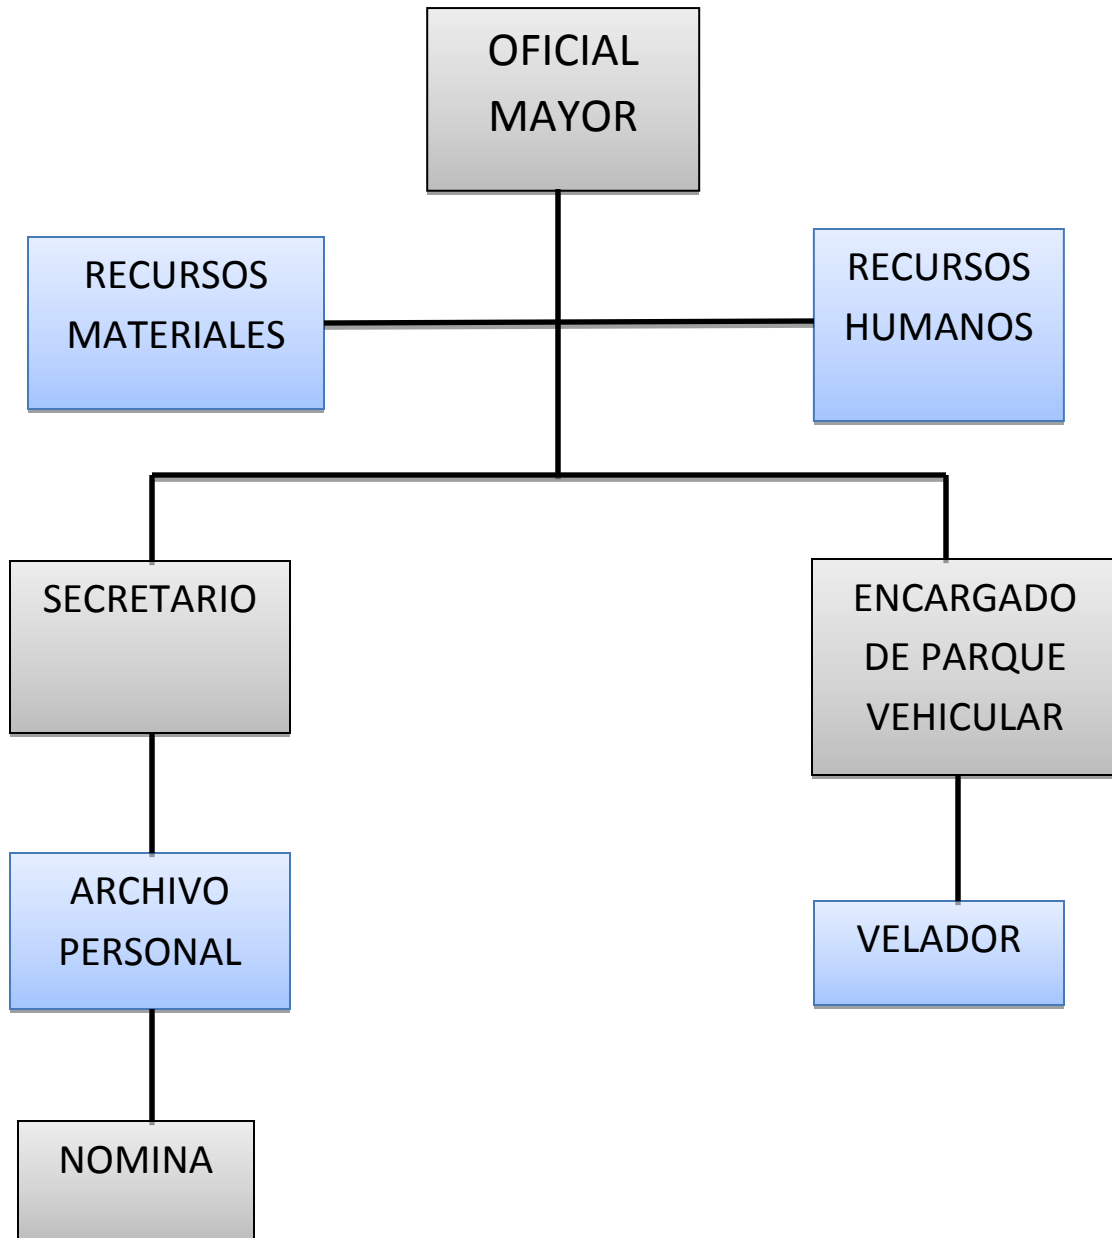 OFICIAL
MAYOR
RECURSOS
MATERIALES
RECURSOS
HUMANOS
SECRETARIO
ENCARGADO
DE PARQUE
VEHICULAR
ARCHIVO
PERSONAL
VELADOR
NOMINA